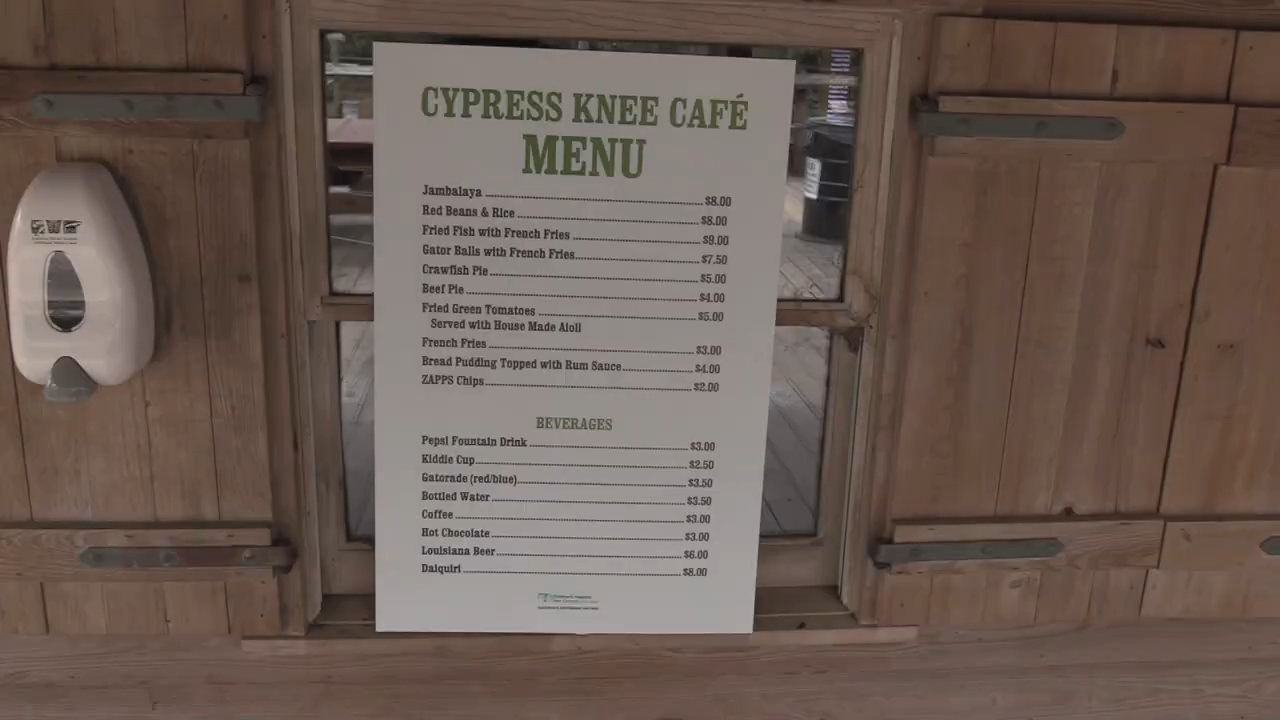 CYPRESS KNEE CAFÉ
MENU
Jambalaya $8.00
Red Beans & Rice $8.00
Fried Fish with French Fries $9.00
Gator Balls with French Fries $7.50
Crawfish Pie $5.00
Beef Pie $4.00
Fried Green Tomatoes $5.00
Served with House Made Aioli
French Fries $3.00
Bread Pudding Topped with Rum Sauce $4.00
ZAPPS Chips $2.00
BEVERAGES
Pepsi Fountain Drink $3.00
Kiddie Cup $2.50
Gatorade (red/blue) $3.50
Bottled Water $3.50
Coffee $3.00
Hot Chocolate $3.00
Louisiana Beer $6.00
Daiquiri $8.00